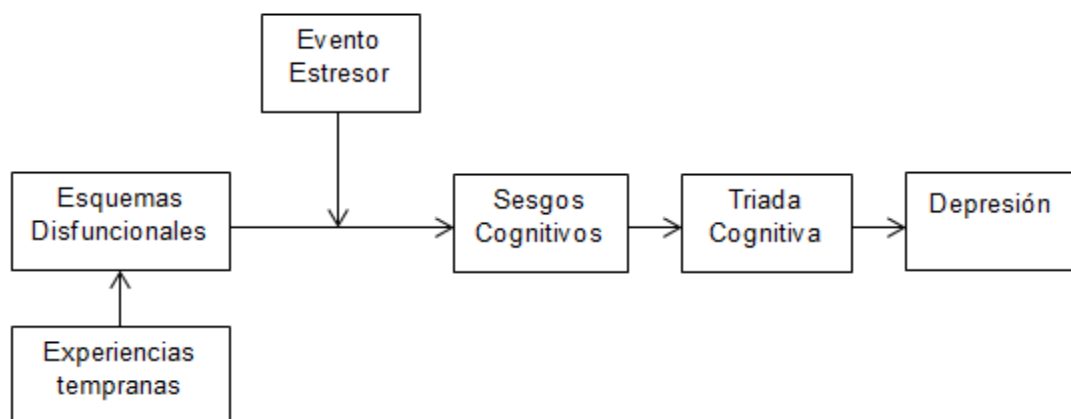 Evento
Estresor
Esquemas
Disfuncionales
Sesgos
Cognitivos
Triada
Cognitiva
Depresión
Experiencias
tempranas